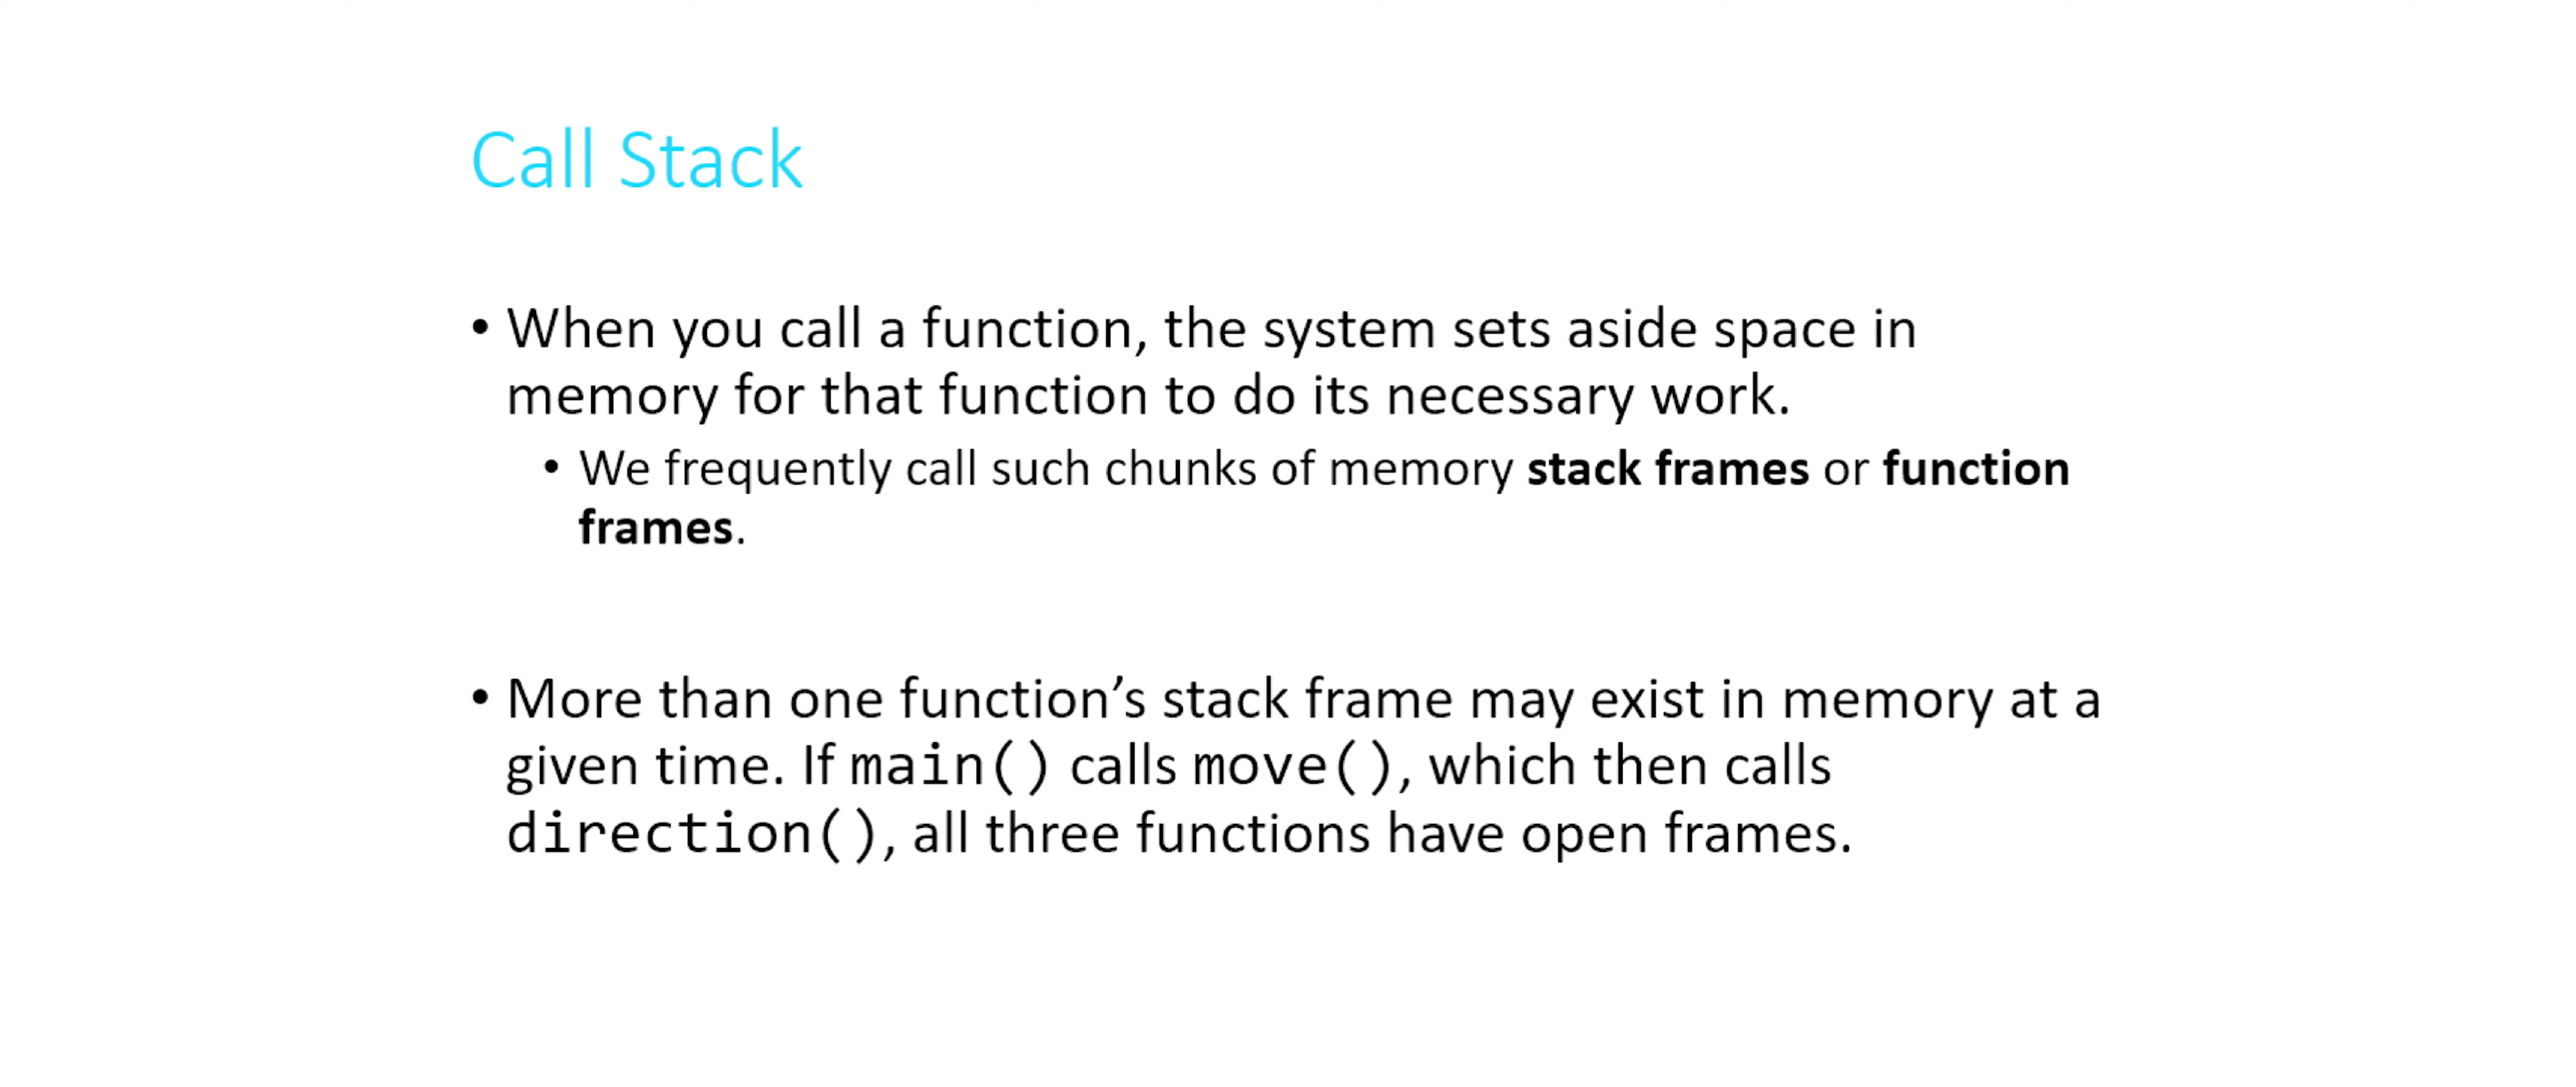 Call Stack
• When you call a function, the system sets aside space in
memory for that function to do its necessary work.
• We frequently call such chunks of memory stack frames or function
frames.
• More than one function’s stack frame may exist in memory at a
given time. If main() calls move(), which then calls
direction(), all three functions have open frames.